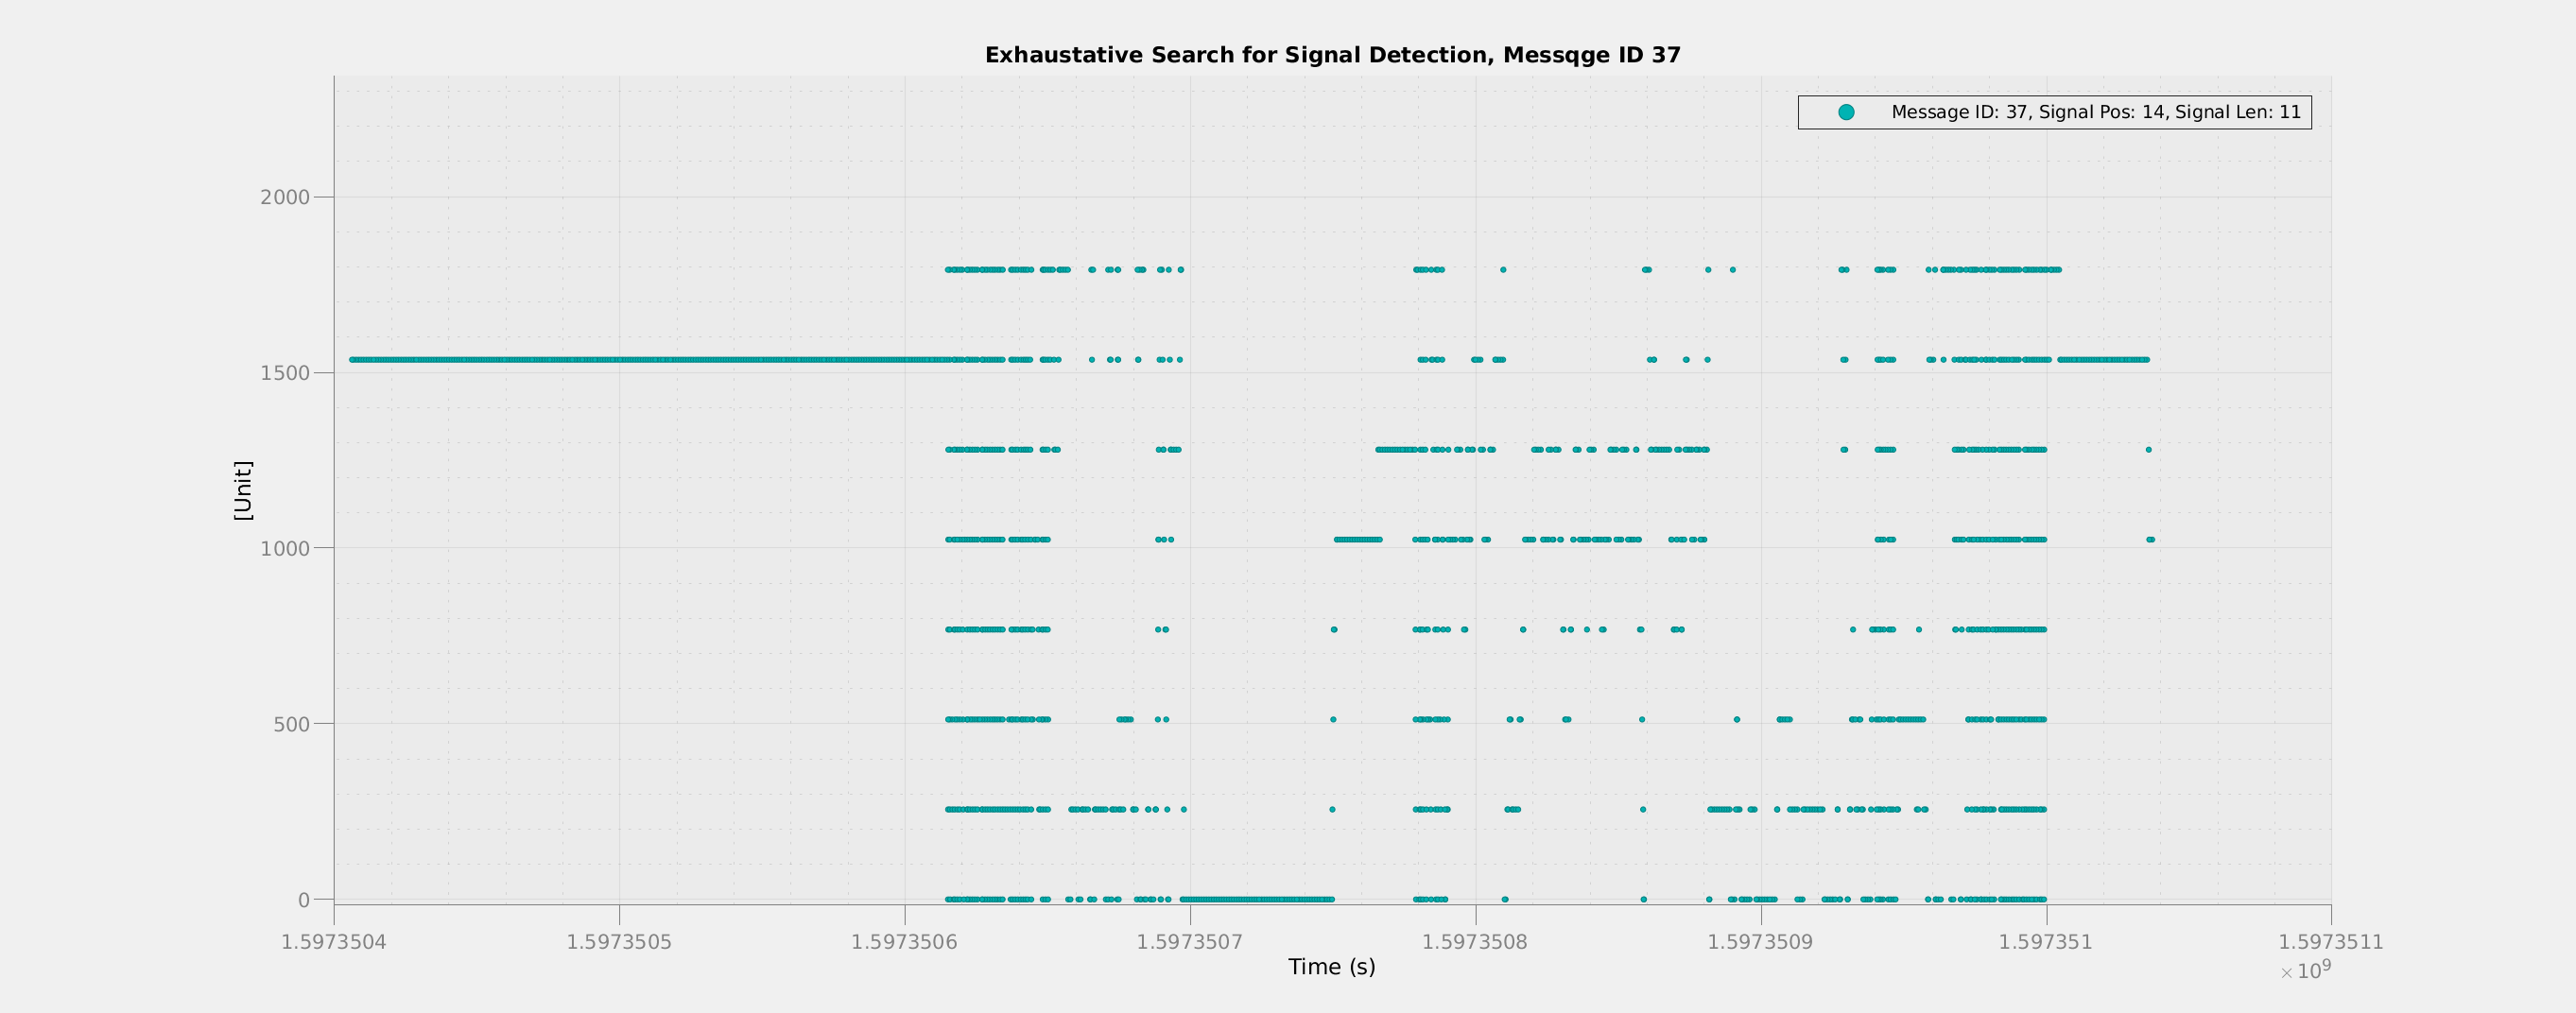 Exhaustative Search for Signal Detection, Messqge ID 37
Message ID: 37, Signal Pos: 14, Signal Len: 11
2000
1500
1000
500
0
[Unit]
1.5973504 1.5973505 1.5973506 1.5973507 1.5973508 1.5973509 1.597351 1.5973511
Time (s)
× 10⁹